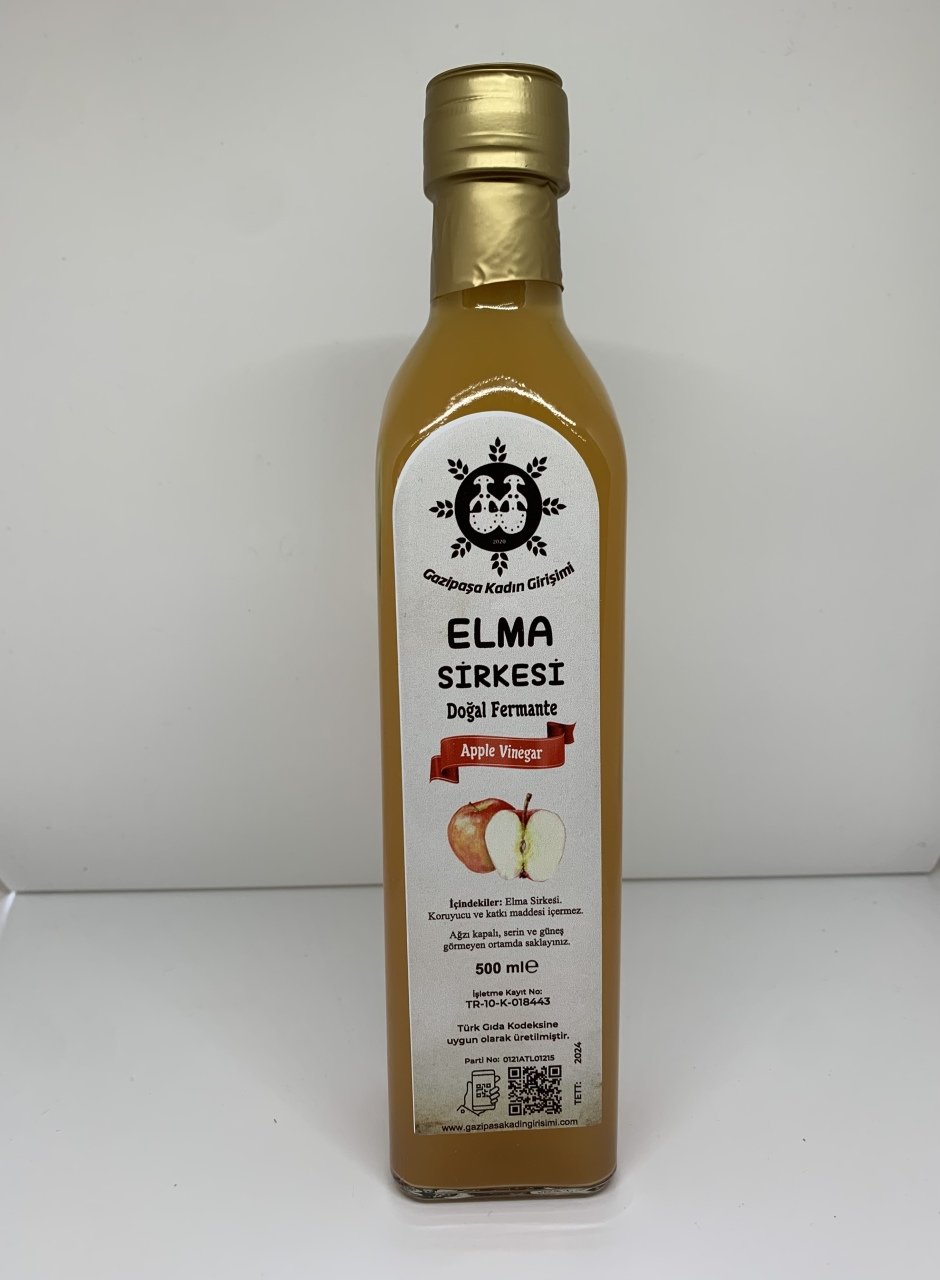 2020
Gazipaşa Kadın Girişimi
ELMA
SİRKESİ
Doğal Fermante
Apple Vinegar
İçindekiler: Elma Sirkesi.
Koruyucu ve katkı maddesi içermez.
Ağzı kapalı, serin ve güneş
görmeyen ortamda saklayınız.
500 ml℮
İşletme Kayıt No:
TR-10-K-018443
Türk Gıda Kodeksine
uygun olarak üretilmiştir.
Parti No: 0121ATL01215
TETT: 2024
www.gazipasakadingirisimi.com